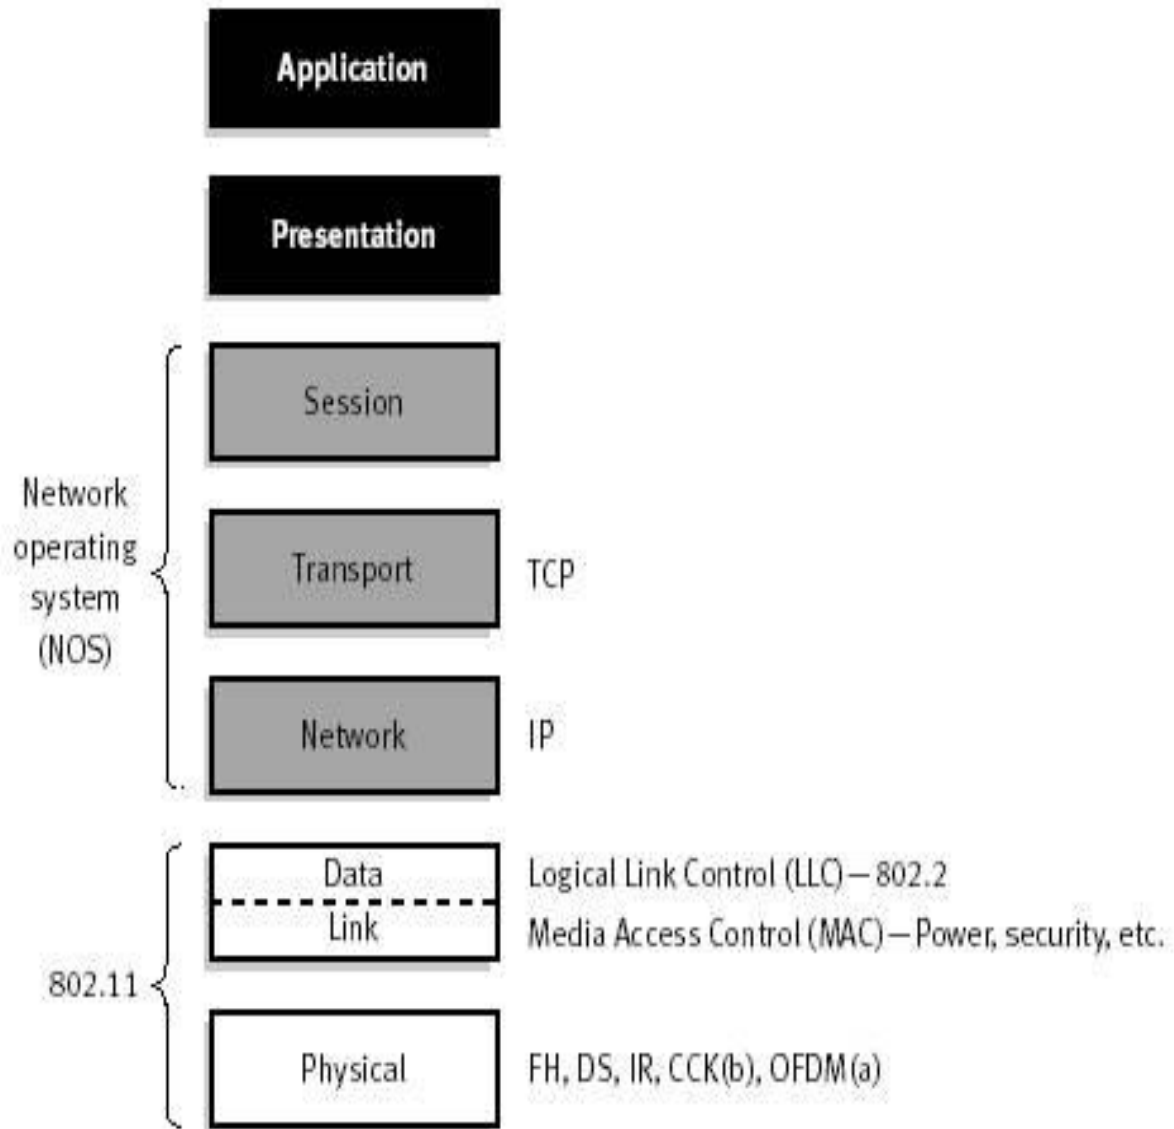 Application
Presentation
Session
Network
operating
system
(NOS)
Transport
TCP
Network
IP
802.11
Data
Link
Logical Link Control (LLC)—802.2
Media Access Control (MAC)—Power, security, etc.
Physical
FH, DS, IR, CCK(b), OFDM(a)